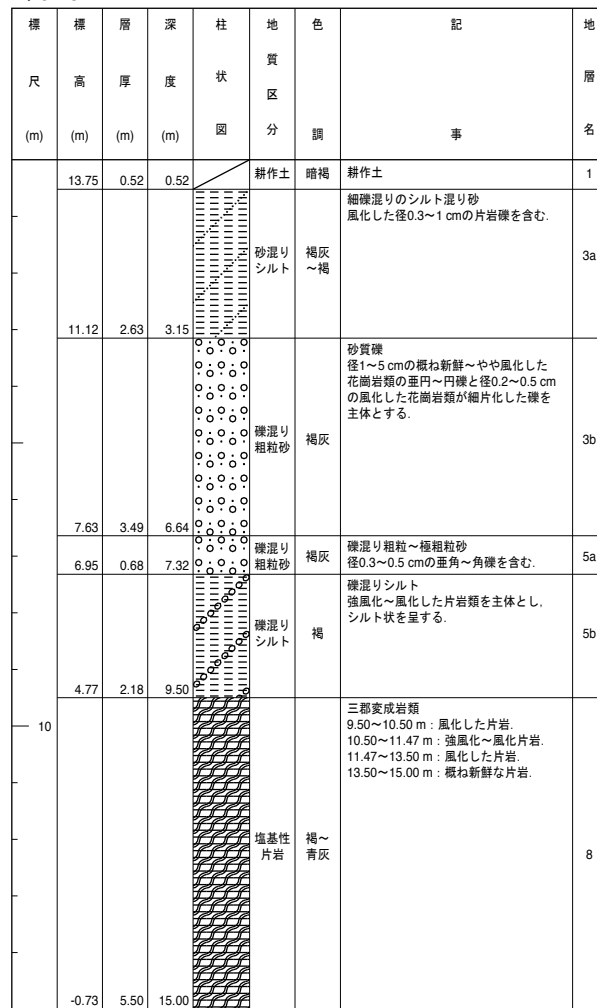 標尺(m) 標高(m) 層厚(m) 深度(m) 柱状図 地質区分 色調 記事 地層名
13.75 0.52 0.52 耕作土 暗褐 耕作土 1
細礫混りのシルト混り砂
風化した径0.3〜1 cmの片岩礫を含む.
砂混り 褐灰
シルト 〜褐
3a
11.12 2.63 3.15
砂質礫
径1〜5 cmの概ね新鮮〜やや風化した
花崗岩類の亜円〜円礫と径0.2〜0.5 cm
の風化した花崗岩類が細片化した礫を
主体とする.
礫混り
粗粒砂
褐灰
3b
7.63 3.49 6.64
礫混り
粗粒砂
褐灰
礫混り粗粒〜極粗粒砂
径0.3〜0.5 cmの亜角〜角礫を含む.
5a
6.95 0.68 7.32
礫混りシルト
強風化〜風化した片岩類を主体とし,
シルト状を呈する.
礫混り
シルト
褐
5b
4.77 2.18 9.50
10
三郡変成岩類
9.50〜10.50 m : 風化した片岩.
10.50〜11.47 m : 強風化〜風化片岩.
11.47〜13.50 m : 風化した片岩.
13.50〜15.00 m : 概ね新鮮な片岩.
塩基性
片岩
褐〜
青灰
8
-0.73 5.50 15.00